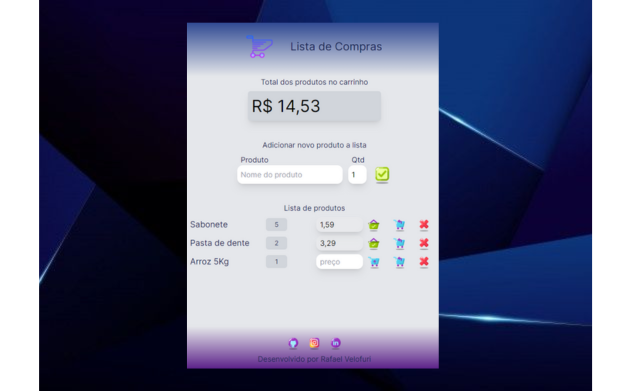 Lista de Compras
Total dos produtos no carrinho
R$ 14,53
Adicionar novo produto a lista
Produto Qtd
Nome do produto 1
Lista de produtos
Sabonete 5 1,59
Pasta de dente 2 3,29
Arroz 5Kg 1 preço
in
Desenvolvido por Rafael Velofuri